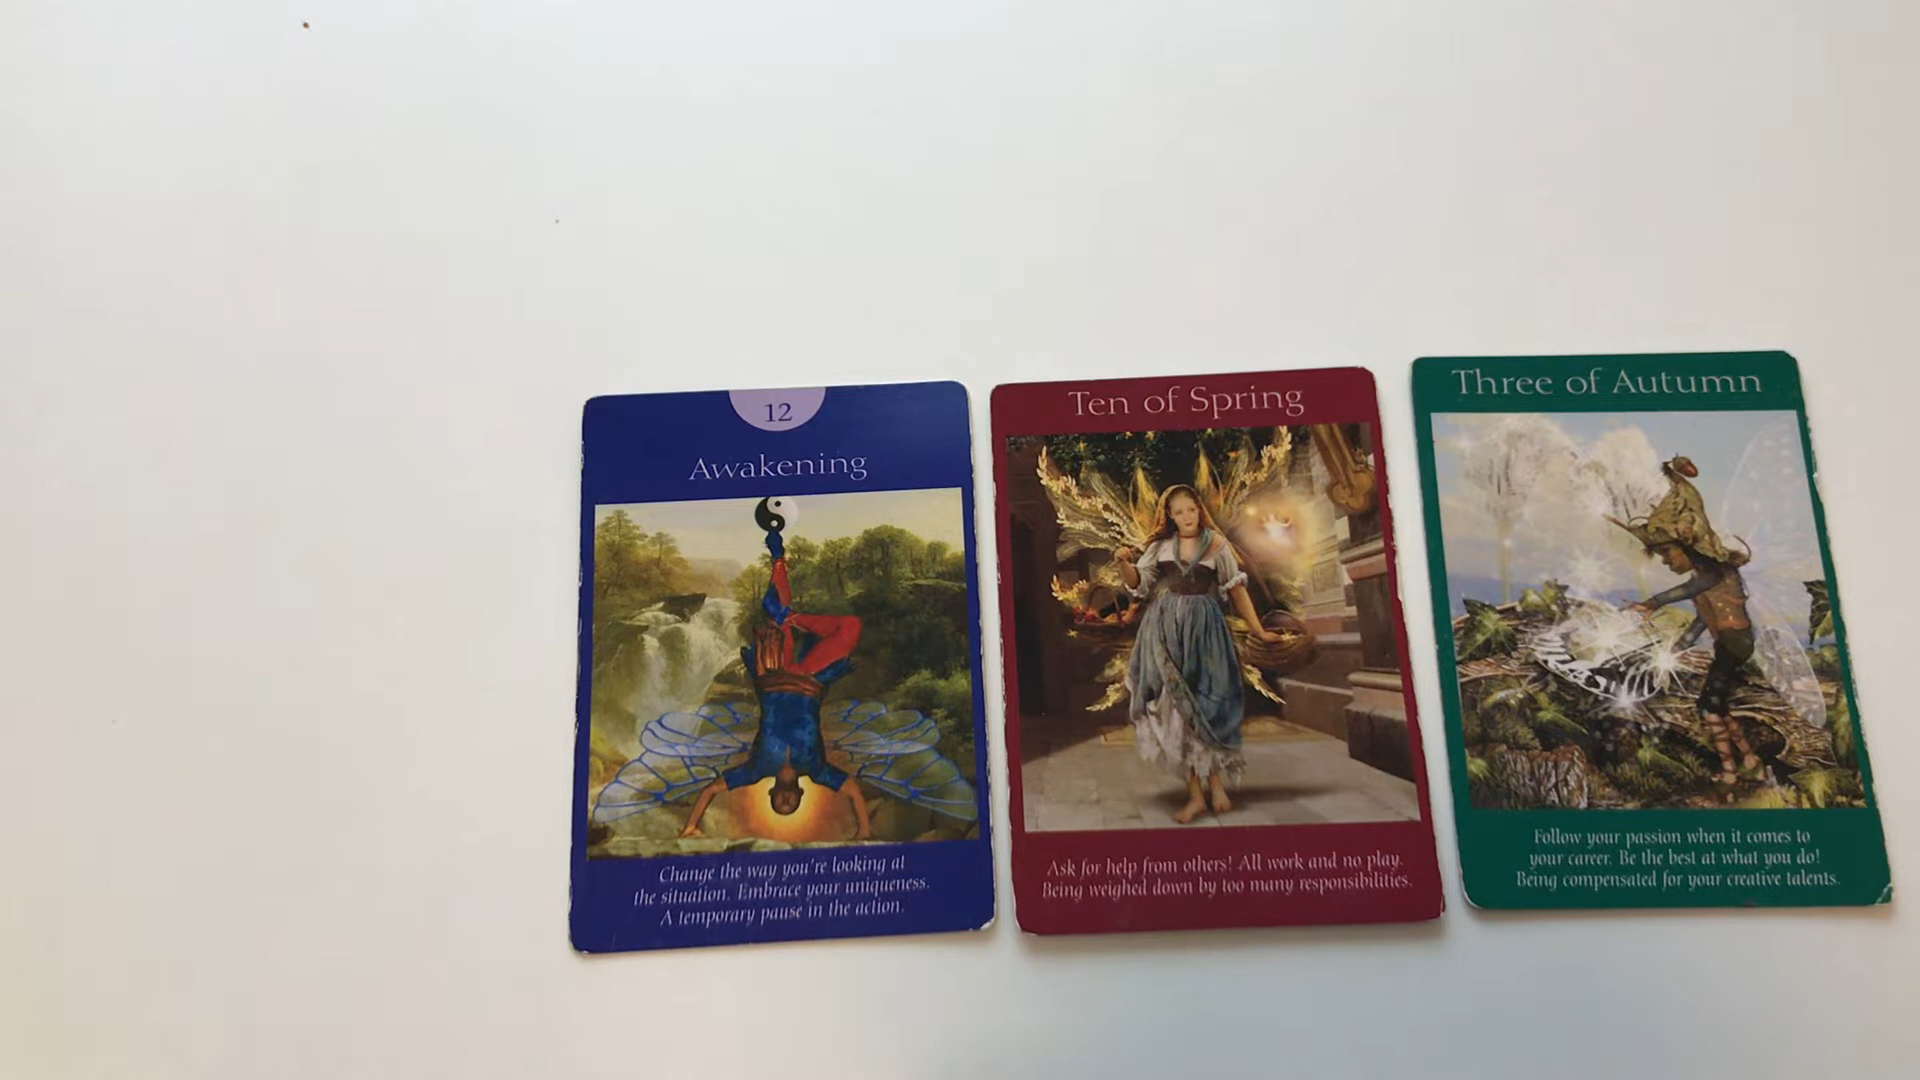 12
Awakening
Change the way you're looking at
the situation. Embrace your uniqueness.
A temporary pause in the action.
Ten of Spring
Ask for help from others! All work and no play.
Being weighed down by too many responsibilities.
Three of Autumn
Follow your passion when it comes to
your career. Be the best at what you do!
Being compensated for your creative talents.